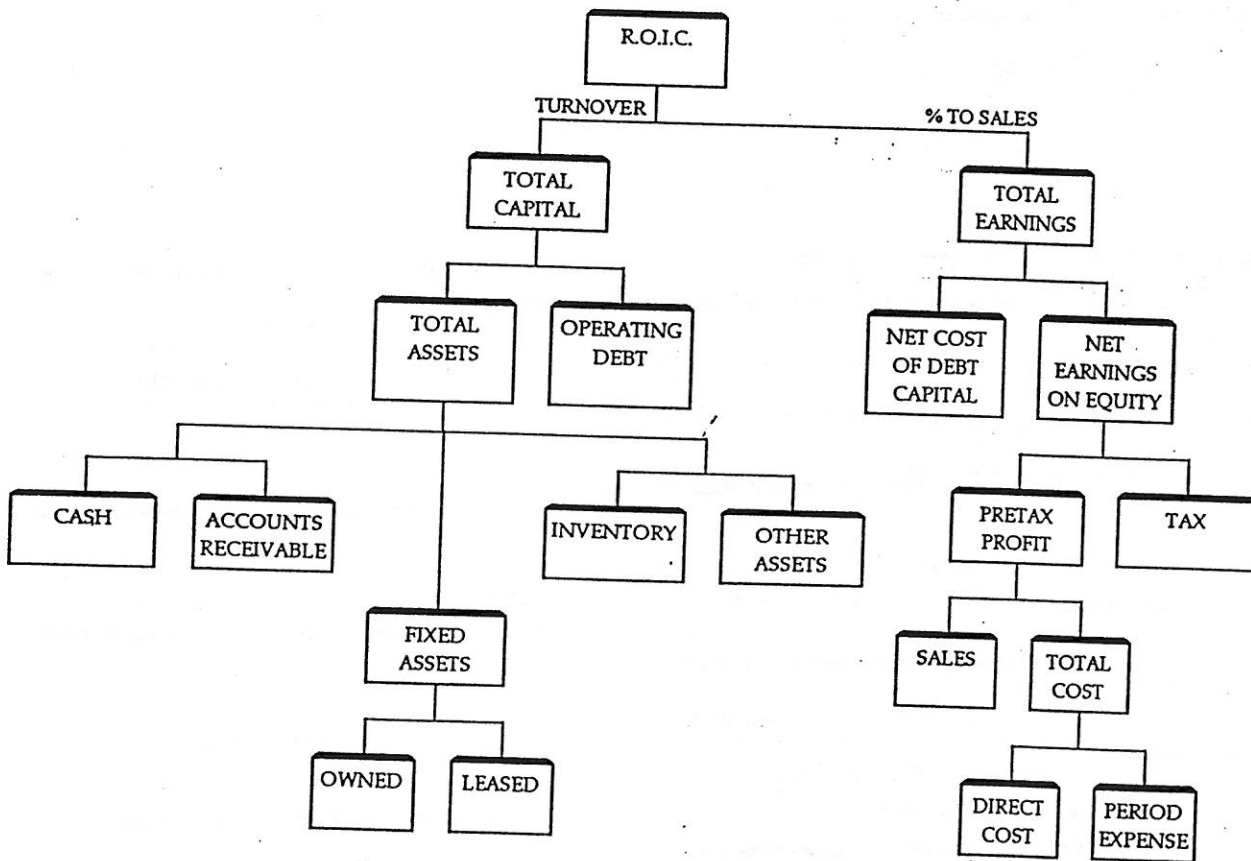 R.O.I.C.
TURNOVER
% TO SALES
TOTAL
CAPITAL
TOTAL
EARNINGS
TOTAL
ASSETS
OPERATING
DEBT
NET COST
OF DEBT
CAPITAL
NET
EARNINGS
ON EQUITY
CASH
ACCOUNTS
RECEIVABLE
INVENTORY
OTHER
ASSETS
PRETAX
PROFIT
TAX
FIXED
ASSETS
SALES
TOTAL
COST
OWNED
LEASED
DIRECT
COST
PERIOD
EXPENSE